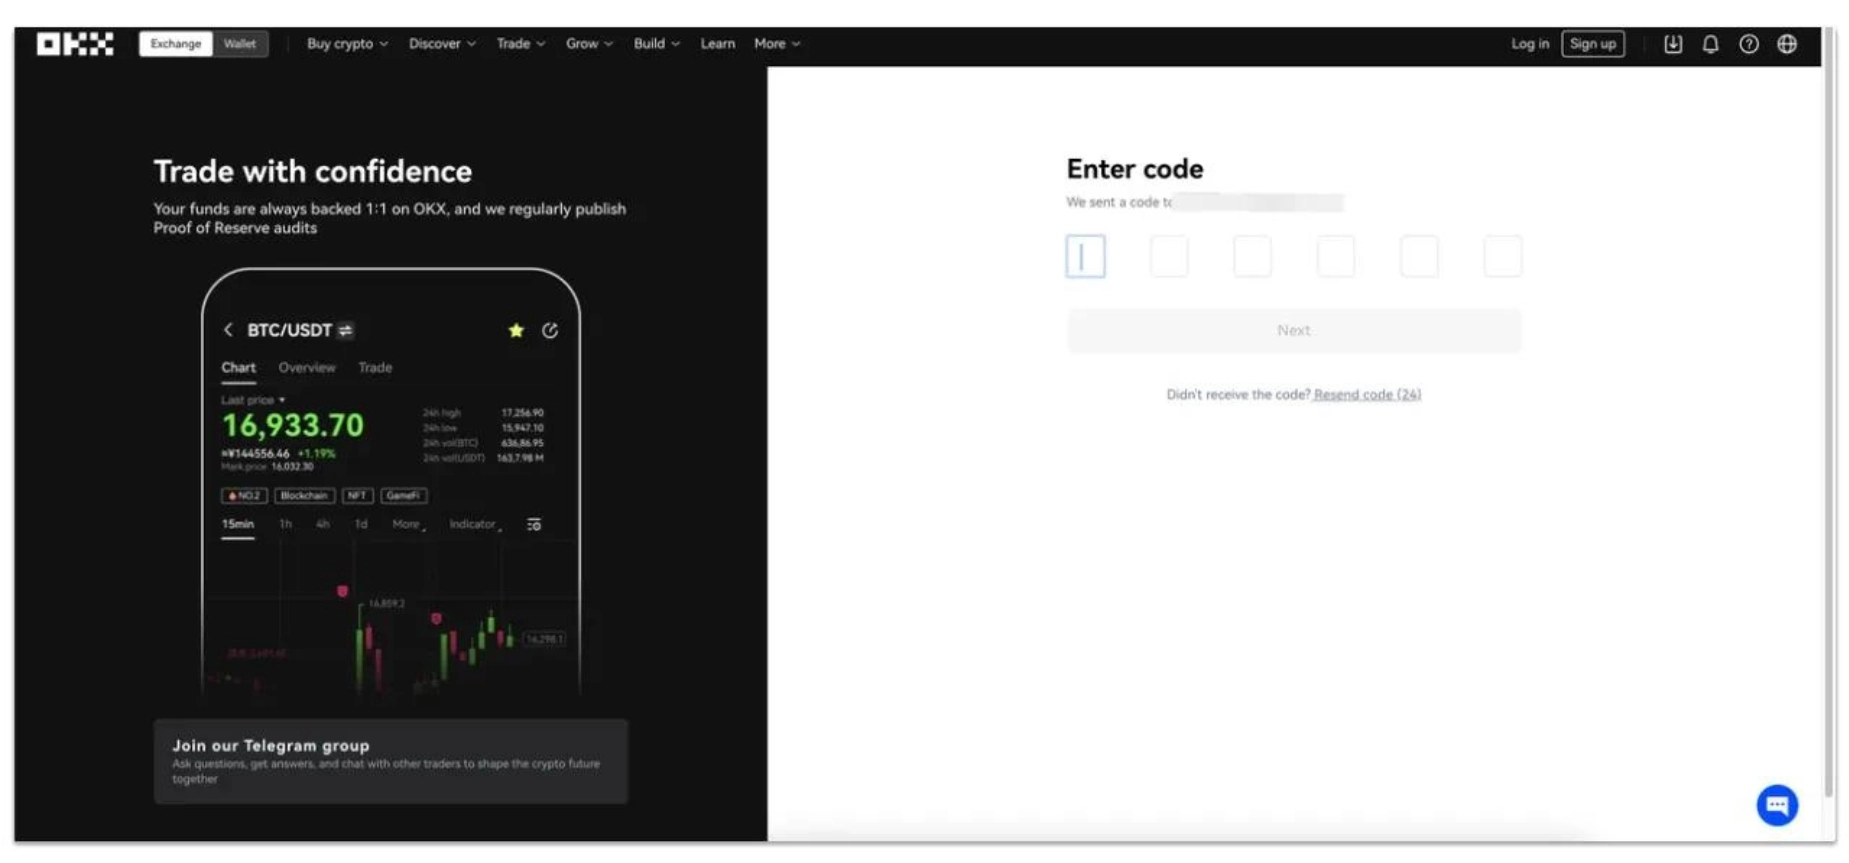 OKX Exchange Wallet Buy crypto Discover Trade Grow Build Learn More Log in Sign up
Trade with confidence
Your funds are always backed 1:1 on OKX, and we regularly publish
Proof of Reserve audits
BTC/USDT
Chart Overview Trade
Last price
16,933.70
24h high 17,256.90
24h low 15,947.10
24h vol(BTC) 636,86.95
24h vol(USDT) 163,7.98 M
≈¥144556.46 +1.19%
Mark price 16,032.30
NO.2 Blockchain NFT GameFi
15min 1h 4h 1d More Indicator
16,859.2
16,298.1
Join our Telegram group
Ask questions, get answers, and chat with other traders to shape the crypto future
together
Enter code
We sent a code to
Next
Didn't receive the code? Resend code (24)